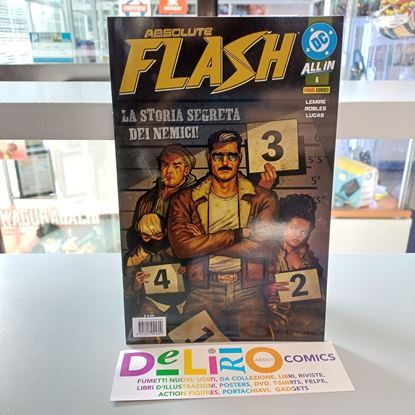 ABSOLUTE
FLASH
DC
ALL IN
6
PANINI COMICS
LEMIRE
ROBLES
LUCAS
LA STORIA SEGRETA
DEI NEMICI!
3
4
2
1
DELIRIO ABOUT COMICS
FUMETTI NUOVI, USATI, DA COLLEZIONE, LIBRI, RIVISTE,
LIBRI D'ILLUSTRAZIONI, POSTERS, DVD, T-SHIRTS, FELPE,
ACTION FIGURES, PORTACHIAVI, GADGETS